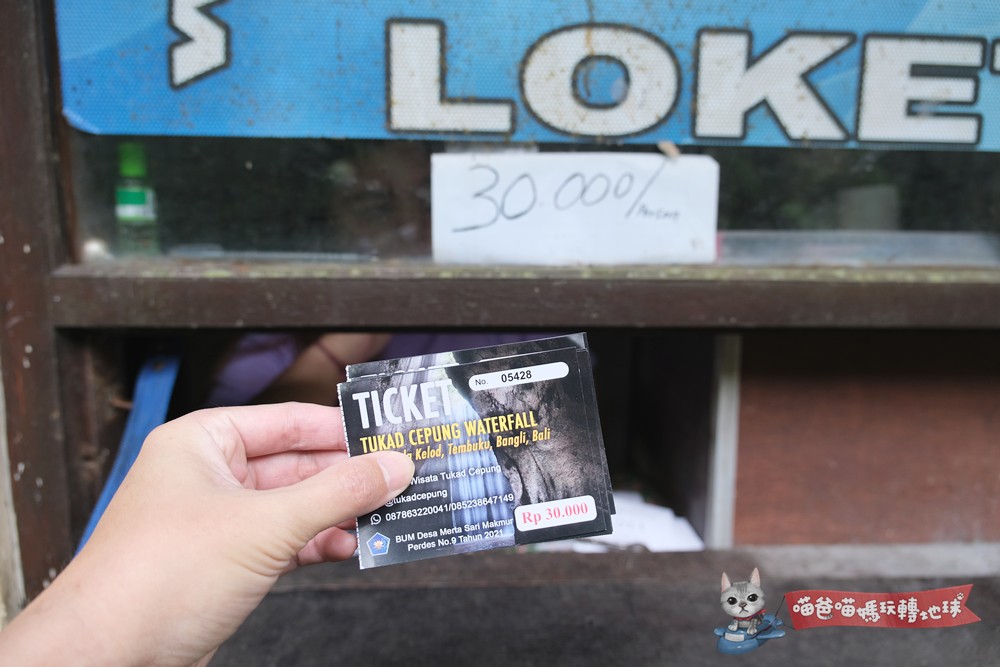 LOKE
30.000/
No. 05428
TICKET
TUKAD CEPUNG WATERFALL
Kelod, Tembuku, Bangli, Bali
Wisata Tukad Cepung
@tukadcepung
087863220041/085238647149
Rp 30.000
BUM Desa Merta Sari Makmur
Perdes No.9 Tahun 2021
喵爸喵媽玩轉地球